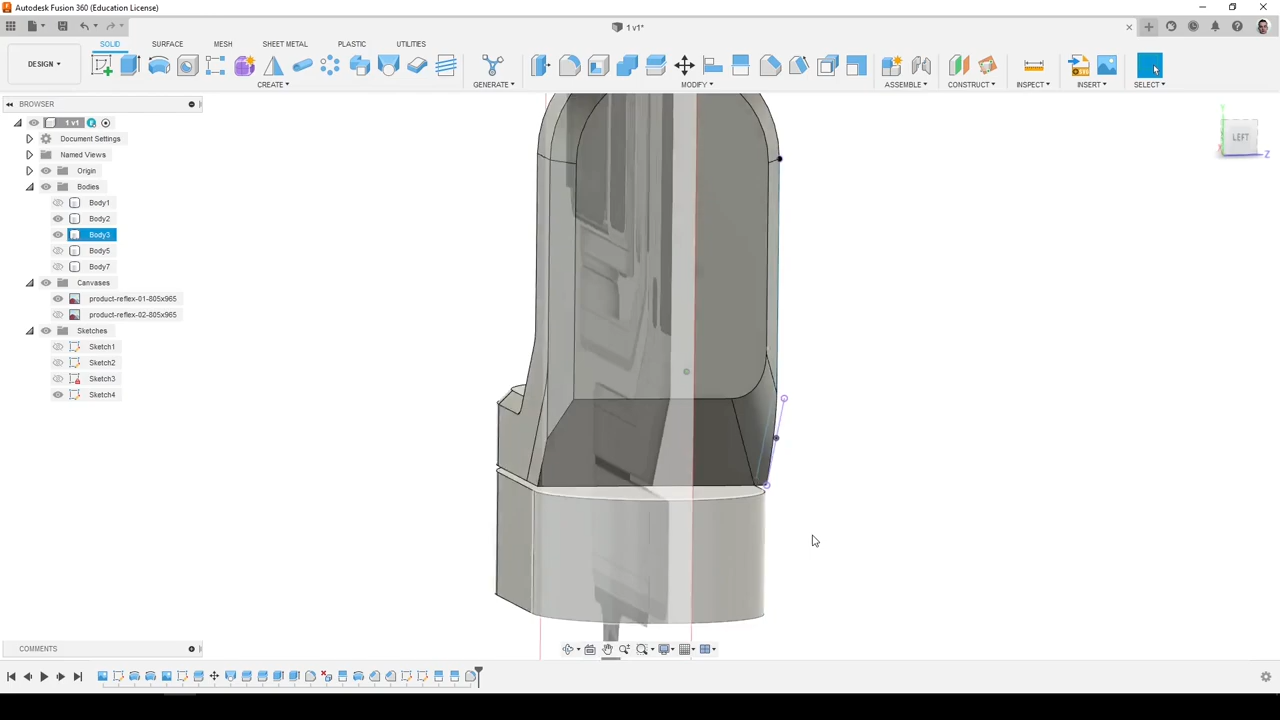 Autodesk Fusion 360 (Education License)
1 v1*
DESIGN
SOLID SURFACE MESH SHEET METAL PLASTIC UTILITIES
CREATE GENERATE MODIFY ASSEMBLE CONSTRUCT INSPECT INSERT SELECT
BROWSER
1 v1
Document Settings
Named Views
Origin
Bodies
Body1
Body2
Body3
Body5
Body7
Canvases
product-reflex-01-805x965
product-reflex-02-805x965
Sketches
Sketch1
Sketch2
Sketch3
Sketch4
LEFT
Y
Z
COMMENTS